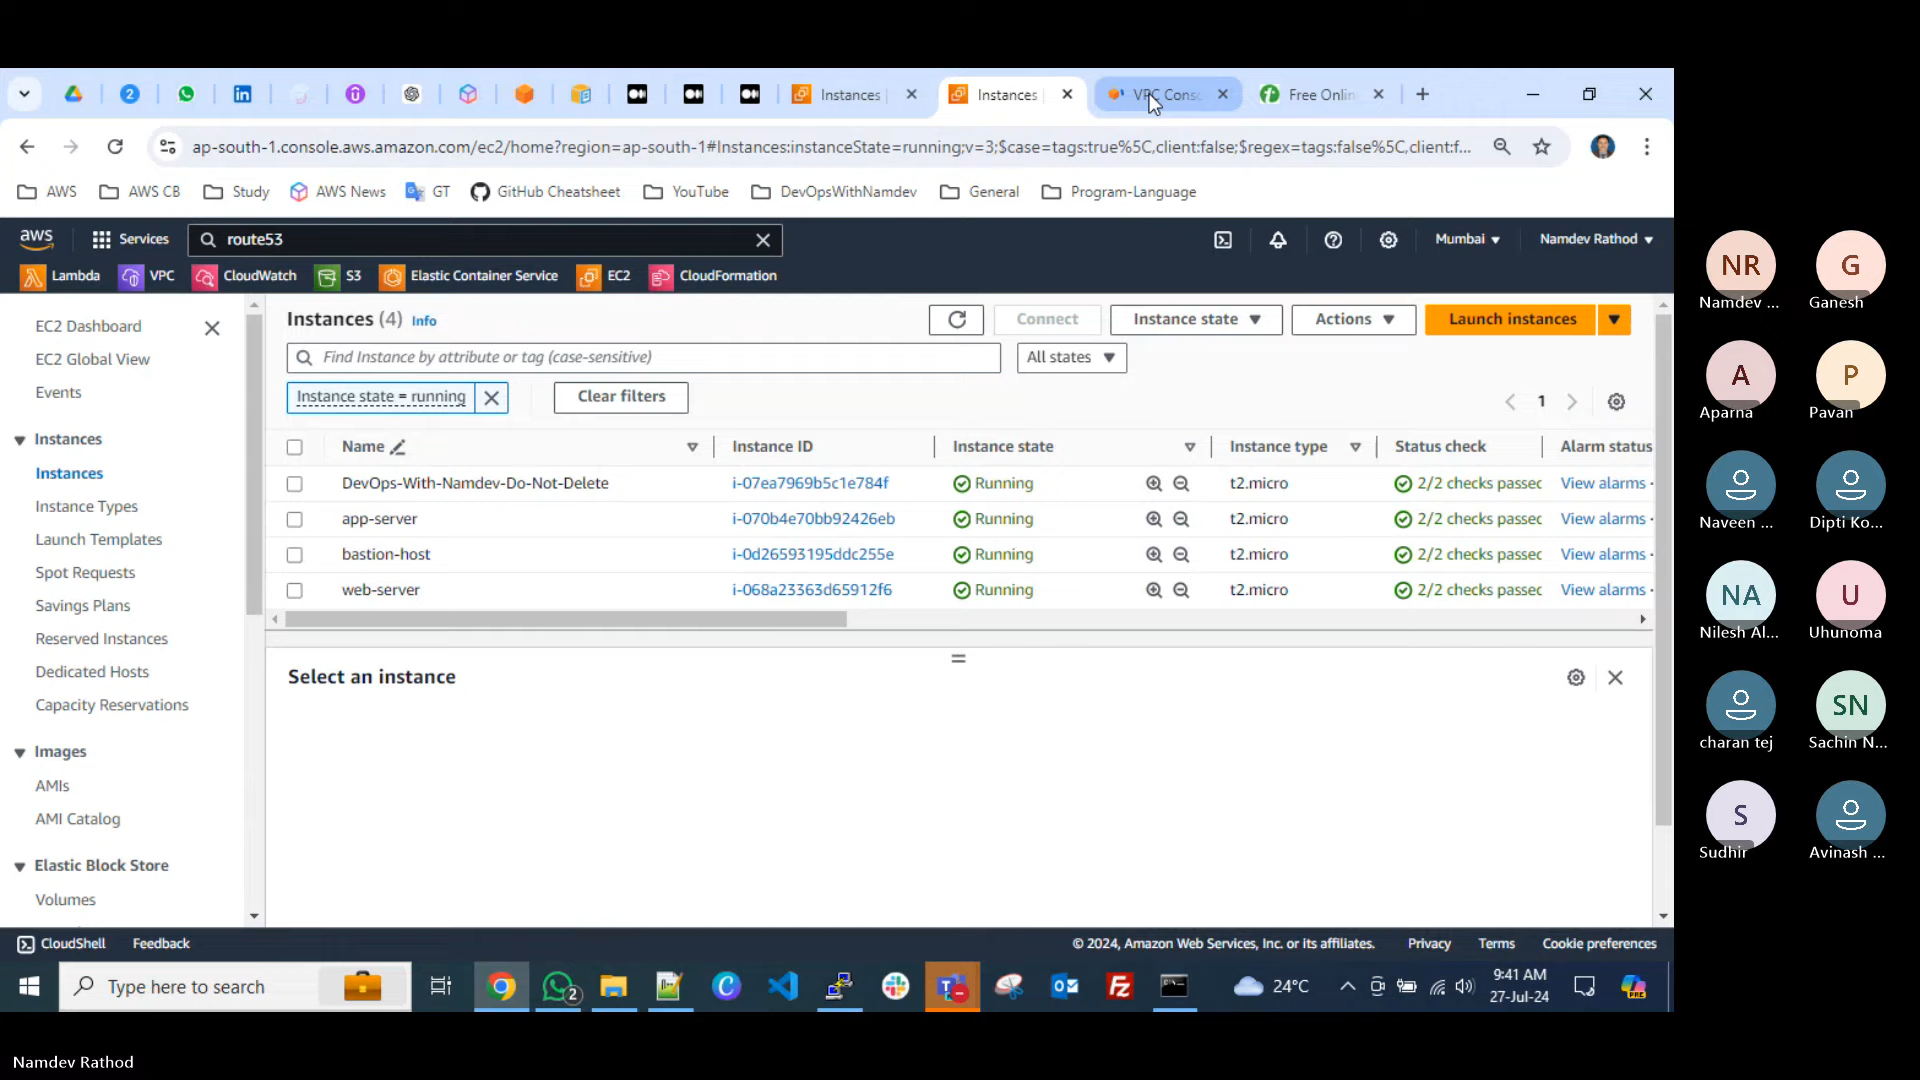 2
Instances
Instances
VPC Cons
Free Onlin
ap-south-1.console.aws.amazon.com/ec2/home?region=ap-south-1#Instances:instanceState=running;v=3;$case=tags:true%5C,client:false;$regex=tags:false%5C,client:f...
AWS
AWS CB
Study
AWS News
GT
GitHub Cheatsheet
YouTube
DevOpsWithNamdev
General
Program-Language
aws
Services
route53
Mumbai
Namdev Rathod
Lambda
VPC
CloudWatch
S3
Elastic Container Service
EC2
CloudFormation
EC2 Dashboard
EC2 Global View
Events
Instances
Instances
Instance Types
Launch Templates
Spot Requests
Savings Plans
Reserved Instances
Dedicated Hosts
Capacity Reservations
Images
AMIs
AMI Catalog
Elastic Block Store
Volumes
Instances (4) Info
Connect
Instance state
Actions
Launch instances
Find Instance by attribute or tag (case-sensitive)
All states
Instance state = running
Clear filters
1
Name Instance ID Instance state Instance type Status check Alarm status
DevOps-With-Namdev-Do-Not-Delete i-07ea7969b5c1e784f Running t2.micro 2/2 checks passec View alarms
app-server i-070b4e70bb92426eb Running t2.micro 2/2 checks passec View alarms
bastion-host i-0d26593195ddc255e Running t2.micro 2/2 checks passec View alarms
web-server i-068a23363d65912f6 Running t2.micro 2/2 checks passec View alarms
Select an instance
CloudShell
Feedback
© 2024, Amazon Web Services, Inc. or its affiliates.
Privacy
Terms
Cookie preferences
Type here to search
2
24°C
9:41 AM
27-Jul-24
PRE
NR
Namdev ...
G
Ganesh
A
Aparna
P
Pavan
Naveen ...
Dipti Ko...
NA
Nilesh Al...
U
Uhunoma
charan tej
SN
Sachin N...
S
Sudhir
Avinash ...
Namdev Rathod